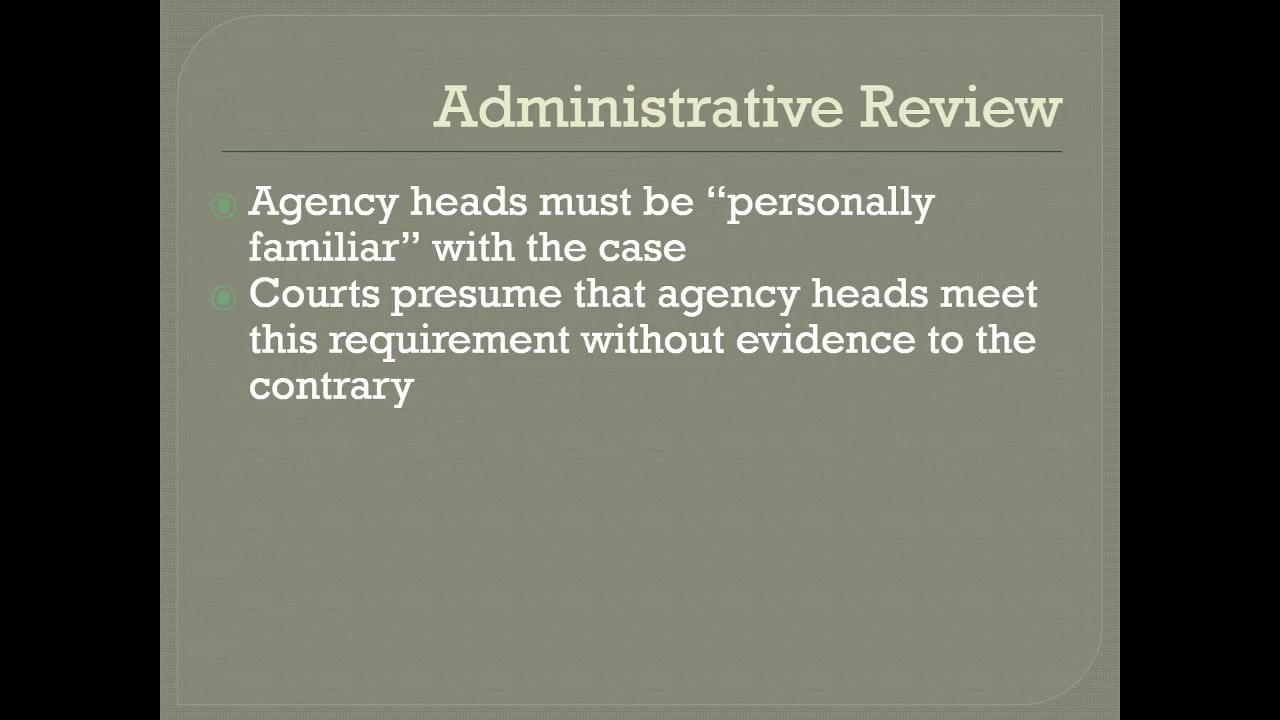 Administrative Review
Agency heads must be “personally
familiar” with the case
Courts presume that agency heads meet
this requirement without evidence to the
contrary